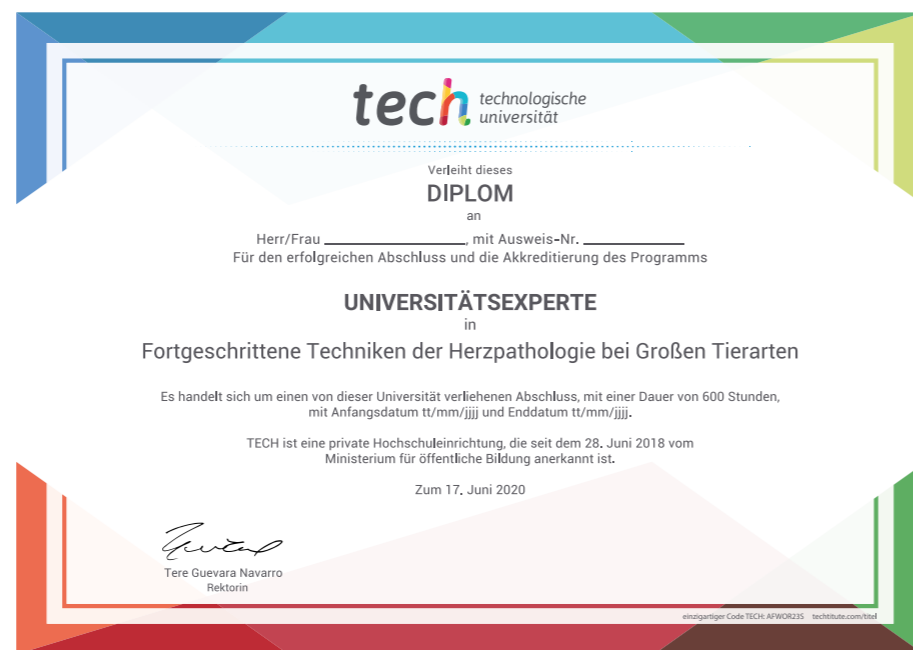 tech technologische
universität
Verleiht dieses
DIPLOM
an
Herr/Frau ____________________, mit Ausweis-Nr. ______________
Für den erfolgreichen Abschluss und die Akkreditierung des Programms
UNIVERSITÄTSEXPERTE
in
Fortgeschrittene Techniken der Herzpathologie bei Großen Tierarten
Es handelt sich um einen von dieser Universität verliehenen Abschluss, mit einer Dauer von 600 Stunden,
mit Anfangsdatum tt/mm/jjjj und Enddatum tt/mm/jjjj.
TECH ist eine private Hochschuleinrichtung, die seit dem 28. Juni 2018 vom
Ministerium für öffentliche Bildung anerkannt ist.
Zum 17. Juni 2020
Tere Guevara Navarro
Rektorin
einzigartiger Code TECH: AFWOR23S techtitute.com/titel